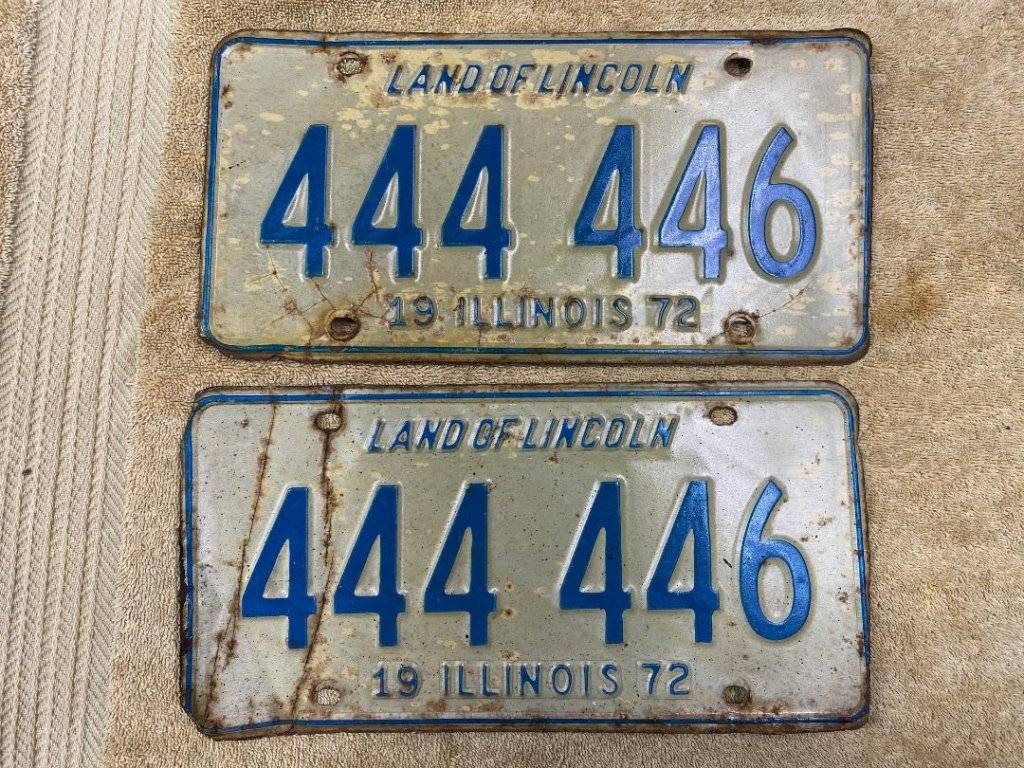 LAND OF LINCOLN
444 446
19 ILLINOIS 72
LAND OF LINCOLN
444 446
19 ILLINOIS 72